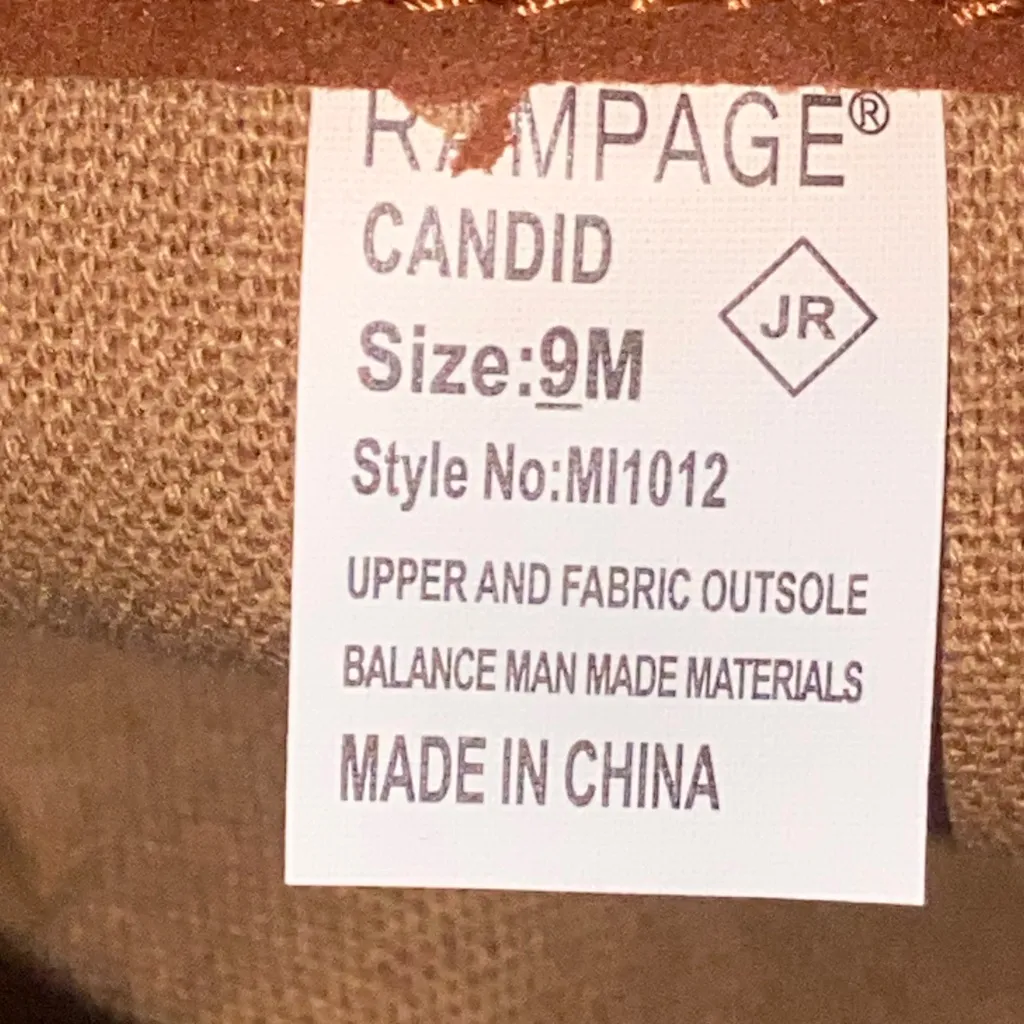 RAMPAGE®
CANDID
JR
Size:9M
Style No:MI1012
UPPER AND FABRIC OUTSOLE
BALANCE MAN MADE MATERIALS
MADE IN CHINA